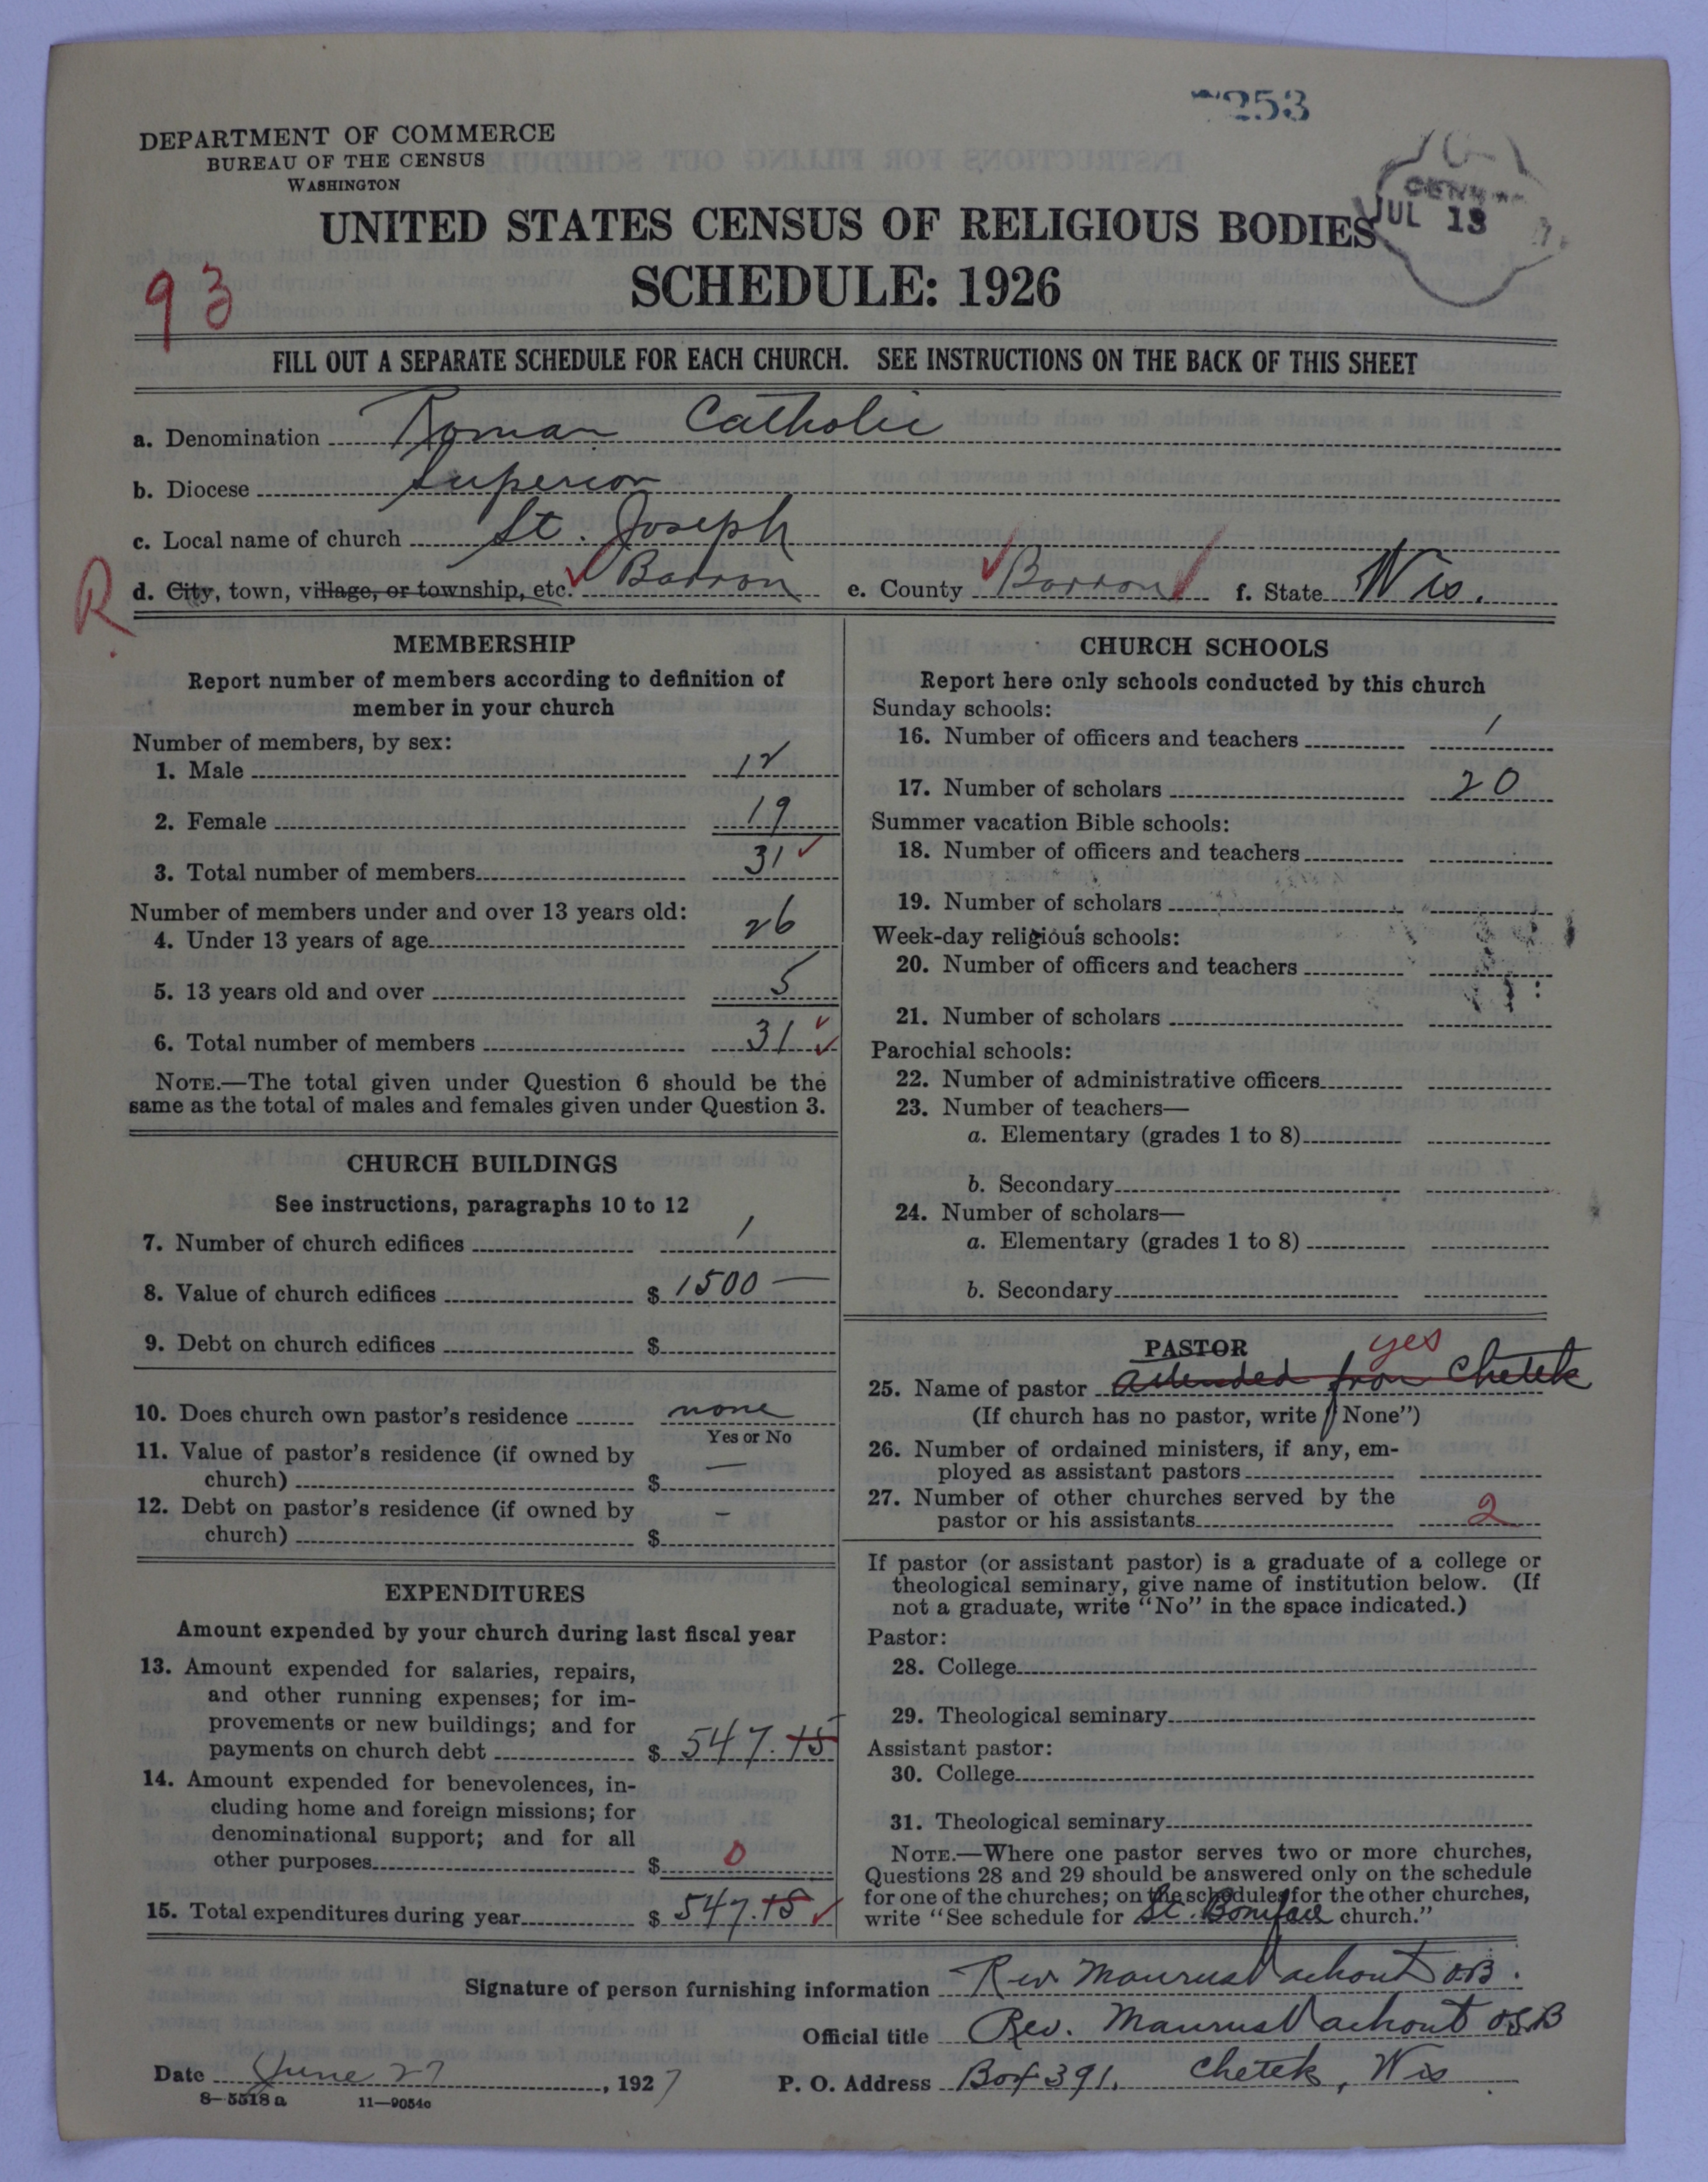 253
DEPARTMENT OF COMMERCE
BUREAU OF THE CENSUS
WASHINGTON
JUL 13
UNITED STATES CENSUS OF RELIGIOUS BODIES
SCHEDULE: 1926
93
FILL OUT A SEPARATE SCHEDULE FOR EACH CHURCH. SEE INSTRUCTIONS ON THE BACK OF THIS SHEET
a. Denomination Roman Catholic
b. Diocese Superior
c. Local name of church St. Joseph
R d. City, town, village, or township, etc. Barron e. County Barron f. State Wis.
MEMBERSHIP
Report number of members according to definition of
member in your church
Number of members, by sex:
1. Male 12
2. Female 19
3. Total number of members 31
Number of members under and over 13 years old:
4. Under 13 years of age 26
5. 13 years old and over 5
6. Total number of members 31
NOTE.—The total given under Question 6 should be the
same as the total of males and females given under Question 3.
CHURCH BUILDINGS
See instructions, paragraphs 10 to 12
7. Number of church edifices 1
8. Value of church edifices $ 1500 —
9. Debt on church edifices $
10. Does church own pastor's residence none
Yes or No
11. Value of pastor's residence (if owned by
church) $ —
12. Debt on pastor's residence (if owned by
church) $ –
EXPENDITURES
Amount expended by your church during last fiscal year
13. Amount expended for salaries, repairs,
and other running expenses; for im-
provements or new buildings; and for
payments on church debt $ 547.15
14. Amount expended for benevolences, in-
cluding home and foreign missions; for
denominational support; and for all
other purposes $ 0
15. Total expenditures during year $ 547.15
CHURCH SCHOOLS
Report here only schools conducted by this church
Sunday schools:
16. Number of officers and teachers 1
17. Number of scholars 20
Summer vacation Bible schools:
18. Number of officers and teachers
19. Number of scholars
Week-day religious schools:
20. Number of officers and teachers
21. Number of scholars
Parochial schools:
22. Number of administrative officers
23. Number of teachers—
a. Elementary (grades 1 to 8)
b. Secondary
24. Number of scholars—
a. Elementary (grades 1 to 8)
b. Secondary
PASTOR yes
25. Name of pastor attended from Chetek
(If church has no pastor, write "None")
26. Number of ordained ministers, if any, em-
ployed as assistant pastors
27. Number of other churches served by the
pastor or his assistants 2
If pastor (or assistant pastor) is a graduate of a college or
theological seminary, give name of institution below. (If
not a graduate, write "No" in the space indicated.)
Pastor:
28. College
29. Theological seminary
Assistant pastor:
30. College
31. Theological seminary
NOTE.—Where one pastor serves two or more churches,
Questions 28 and 29 should be answered only on the schedule
for one of the churches; on the schedules for the other churches,
write "See schedule for St. Boniface church."
Signature of person furnishing information Rev Maurus
Official title Rev. Maurus OSB
Date June 27, 1927 P. O. Address Box 391. Chetek, Wis
8—5518 a 11—9054c